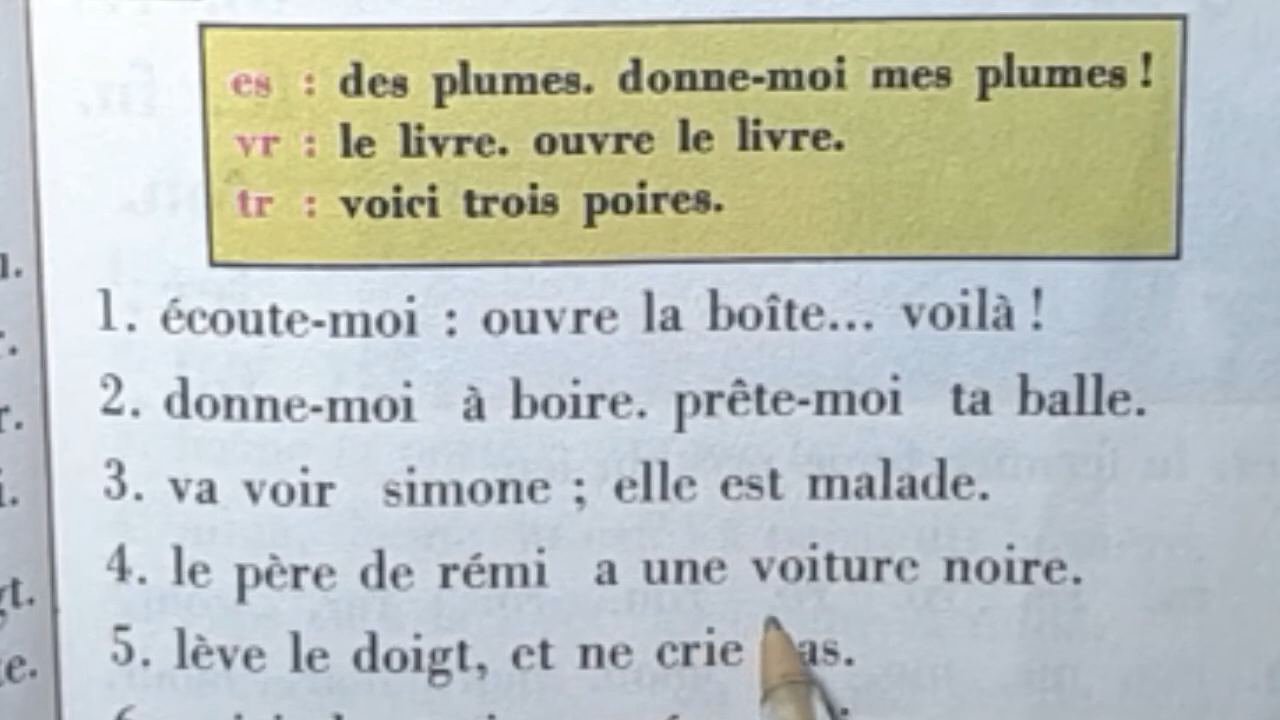 es : des plumes. donne-moi mes plumes !
vr : le livre. ouvre le livre.
tr : voici trois poires.
1. écoute-moi : ouvre la boîte... voilà !
2. donne-moi à boire. prête-moi ta balle.
3. va voir simone ; elle est malade.
4. le père de rémi a une voiture noire.
5. lève le doigt, et ne crie